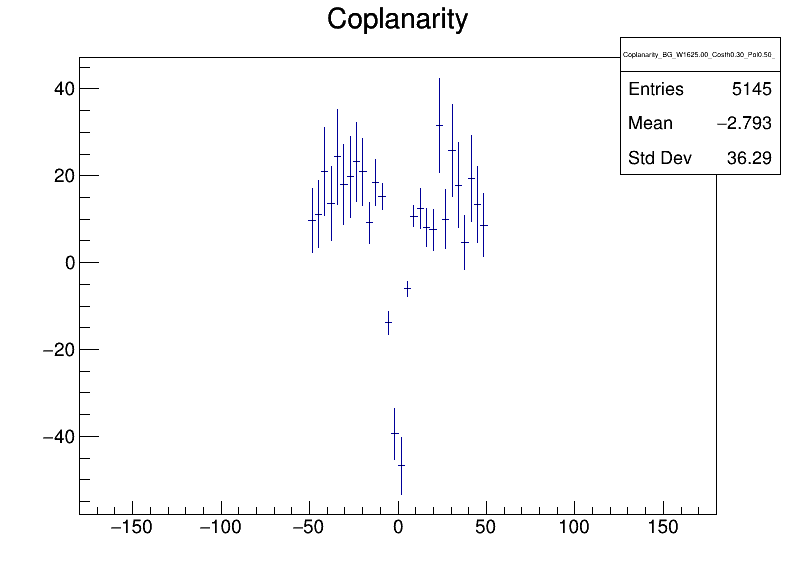 Coplanarity
Coplanarity_BG_W1625.00_Costh0.30_Pol0.50_
Entries 5145
Mean −2.793
Std Dev 36.29
40
20
0
−20
−40
−150 −100 −50 0 50 100 150